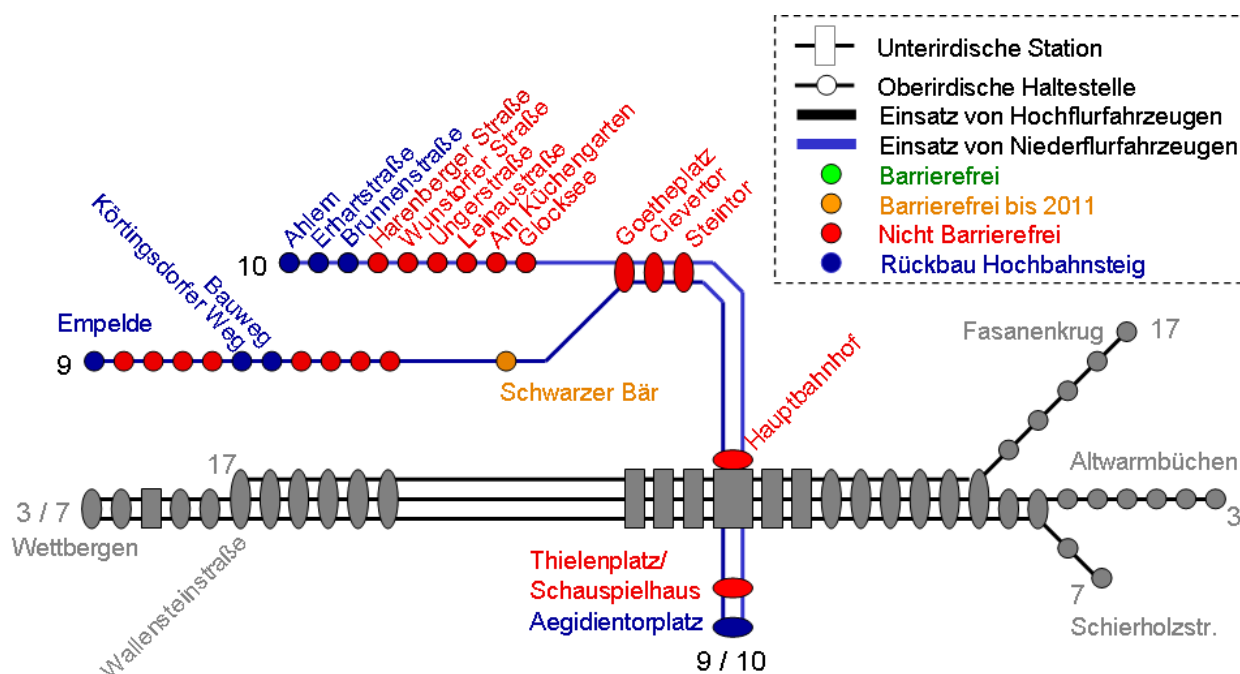 Unterirdische Station
Oberirdische Haltestelle
Einsatz von Hochflurfahrzeugen
Einsatz von Niederflurfahrzeugen
Barrierefrei
Barrierefrei bis 2011
Nicht Barrierefrei
Rückbau Hochbahnsteig
10
Ahlem
Erhartstraße
Brunnenstraße
Harenberger Straße
Wunstorfer Straße
Ungerstraße
Leinaustraße
Am Küchengarten
Glocksee
Goetheplatz
Clevertor
Steintor
9
Empelde
Körtingsdorfer Weg
Bauweg
Schwarzer Bär
Hauptbahnhof
Fasanenkrug
17
Altwarmbüchen
3
17
3 / 7
Wettbergen
Wallensteinstraße
Thielenplatz/
Schauspielhaus
Aegidientorplatz
9 / 10
7
Schierholzstr.